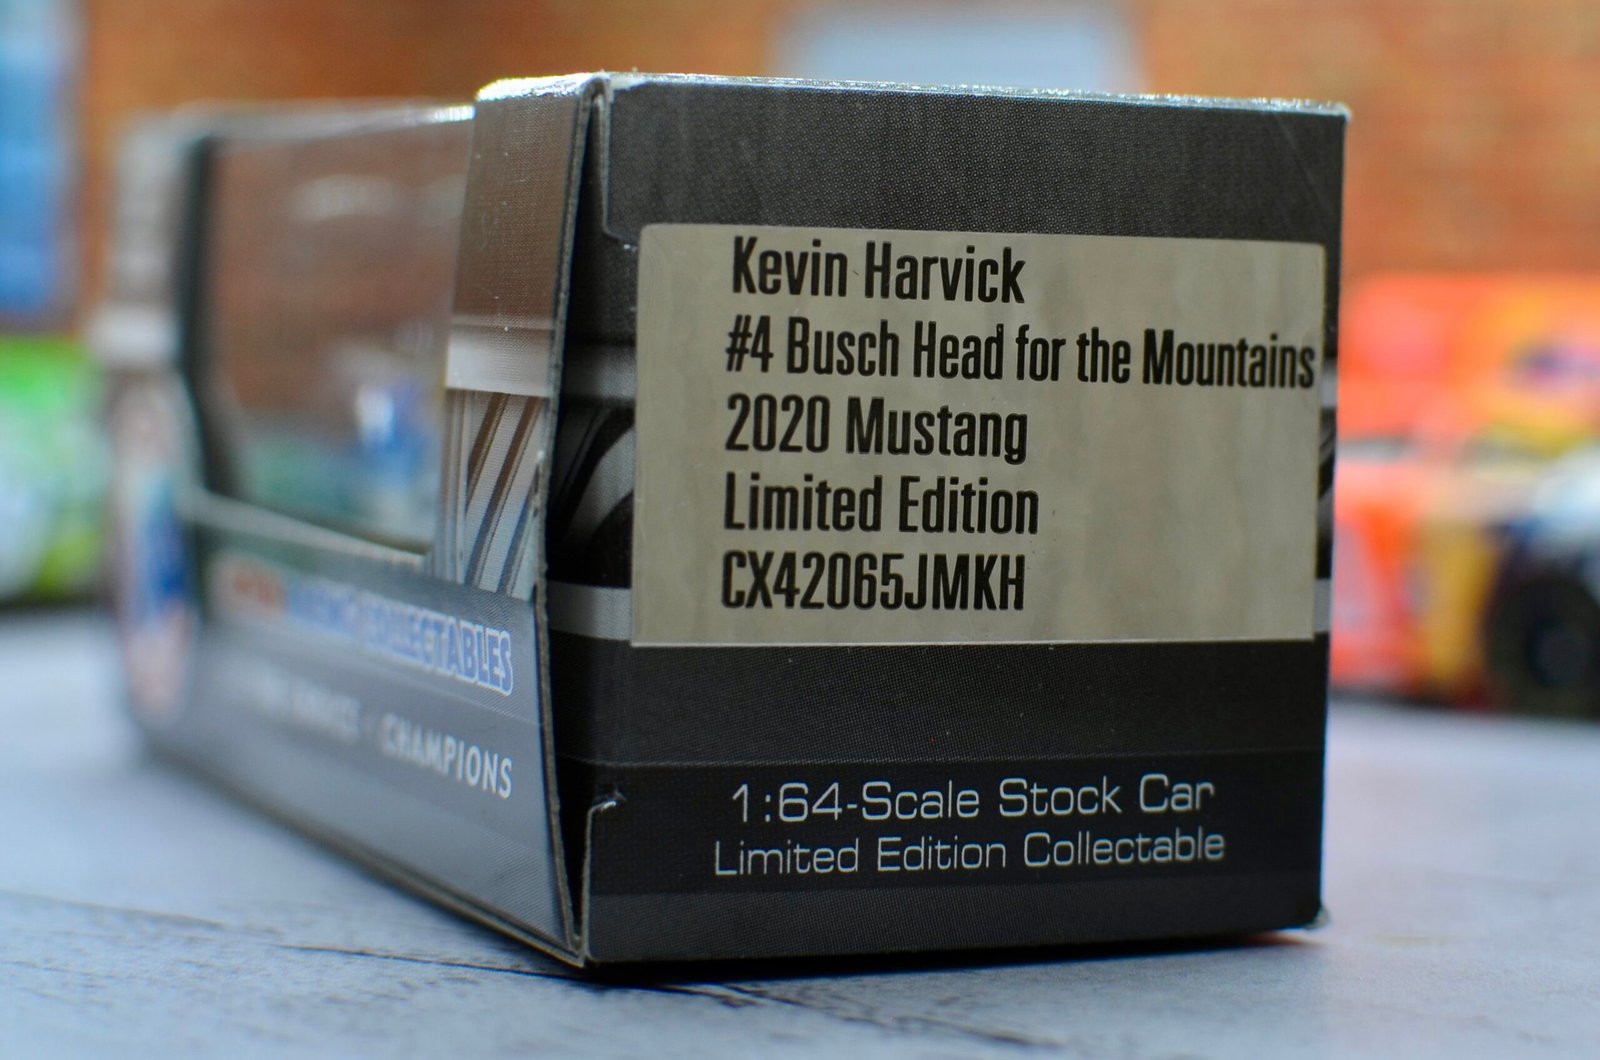 Kevin Harvick
#4 Busch Head for the Mountains
2020 Mustang
Limited Edition
CX42065JMKH
1:64-Scale Stock Car
Limited Edition Collectable
COLLECTABLES
CHAMPIONS